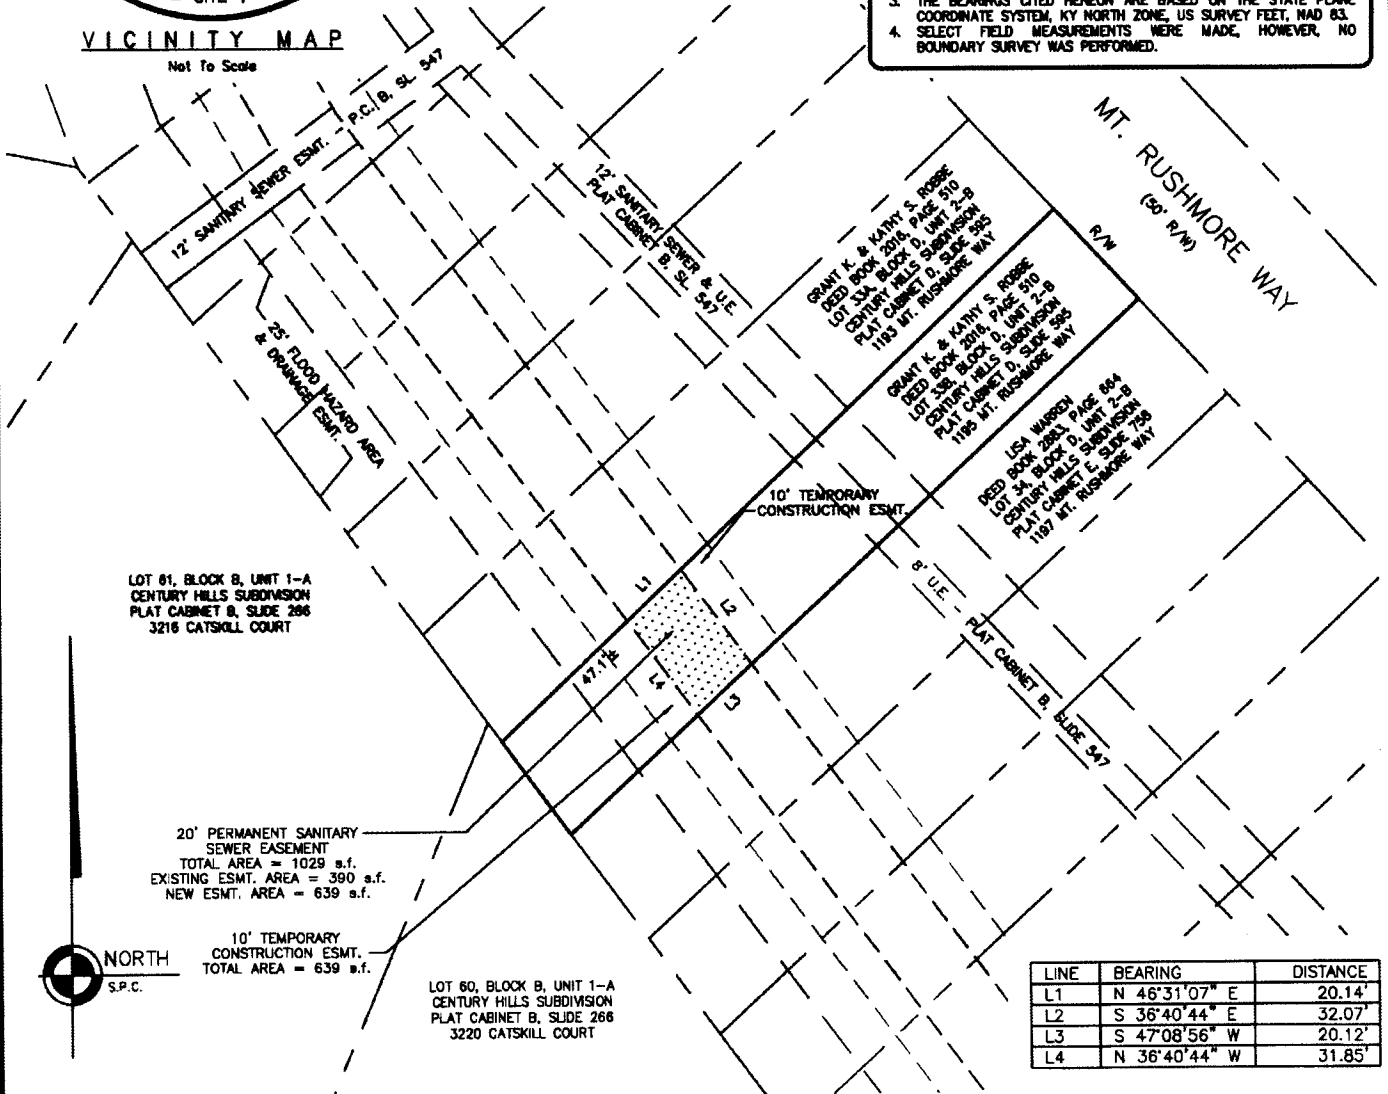 SITE
VICINITY MAP
Not To Scale
3. THE BEARINGS CITED HEREON ARE BASED ON THE STATE PLANE
COORDINATE SYSTEM, KY NORTH ZONE, US SURVEY FEET, NAD 83.
4. SELECT FIELD MEASUREMENTS WERE MADE, HOWEVER, NO
BOUNDARY SURVEY WAS PERFORMED.
12' SANITARY SEWER ESMT. - P.C. B, SL. 547
12' SANITARY SEWER & U.E.
PLAT CABINET B, SL. 547
MT. RUSHMORE WAY
(50' R/W)
R/W
GRANT K. & KATHY S. ROBBE
DEED BOOK 2016, PAGE 510
LOT 33A, BLOCK D, UNIT 2-B
CENTURY HILLS SUBDIVISION
PLAT CABINET D, SLIDE 595
1193 MT. RUSHMORE WAY
GRANT K. & KATHY S. ROBBE
DEED BOOK 2016, PAGE 510
LOT 33B, BLOCK D, UNIT 2-B
CENTURY HILLS SUBDIVISION
PLAT CABINET D, SLIDE 595
1195 MT. RUSHMORE WAY
LISA WARREN
DEED BOOK 2883, PAGE 664
LOT 34, BLOCK D, UNIT 2-B
CENTURY HILLS SUBDIVISION
PLAT CABINET E, SLIDE 758
1197 MT. RUSHMORE WAY
25' FLOOD HAZARD AREA
& DRAINAGE ESMT.
10' TEMPORARY
CONSTRUCTION ESMT.
8' U.E. - PLAT CABINET B, SLIDE 547
LOT 61, BLOCK B, UNIT 1-A
CENTURY HILLS SUBDIVISION
PLAT CABINET B, SLIDE 266
3216 CATSKILL COURT
L1
L2
47.1'±
L4
L3
20' PERMANENT SANITARY
SEWER EASEMENT
TOTAL AREA = 1029 s.f.
EXISTING ESMT. AREA = 390 s.f.
NEW ESMT. AREA = 639 s.f.
10' TEMPORARY
CONSTRUCTION ESMT.
TOTAL AREA = 639 s.f.
NORTH
S.P.C.
LOT 60, BLOCK B, UNIT 1-A
CENTURY HILLS SUBDIVISION
PLAT CABINET B, SLIDE 266
3220 CATSKILL COURT
LINE BEARING DISTANCE
L1 N 46°31'07" E 20.14'
L2 S 36°40'44" E 32.07'
L3 S 47°08'56" W 20.12'
L4 N 36°40'44" W 31.85'